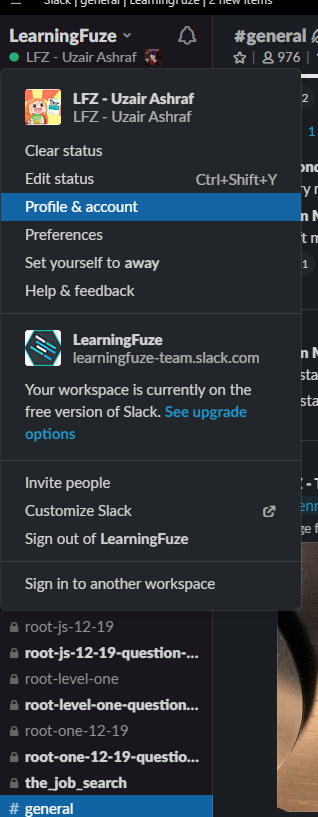 Slack | general | LearningFuze | 2 new items
LearningFuze
#general
LFZ - Uzair Ashraf
976
LFZ - Uzair Ashraf
LFZ - Uzair Ashraf
2
1
Clear status
Edit status Ctrl+Shift+Y
Profile & account
Preferences
Set yourself to away
1
Help & feedback
LearningFuze
learningfuze-team.slack.com
Your workspace is currently on the
free version of Slack. See upgrade
options
Invite people
Customize Slack
Sign out of LearningFuze
Sign in to another workspace
root-js-12-19
root-js-12-19-question-...
root-level-one
root-level-one-question...
root-one-12-19
root-one-12-19-questio...
the_job_search
# general